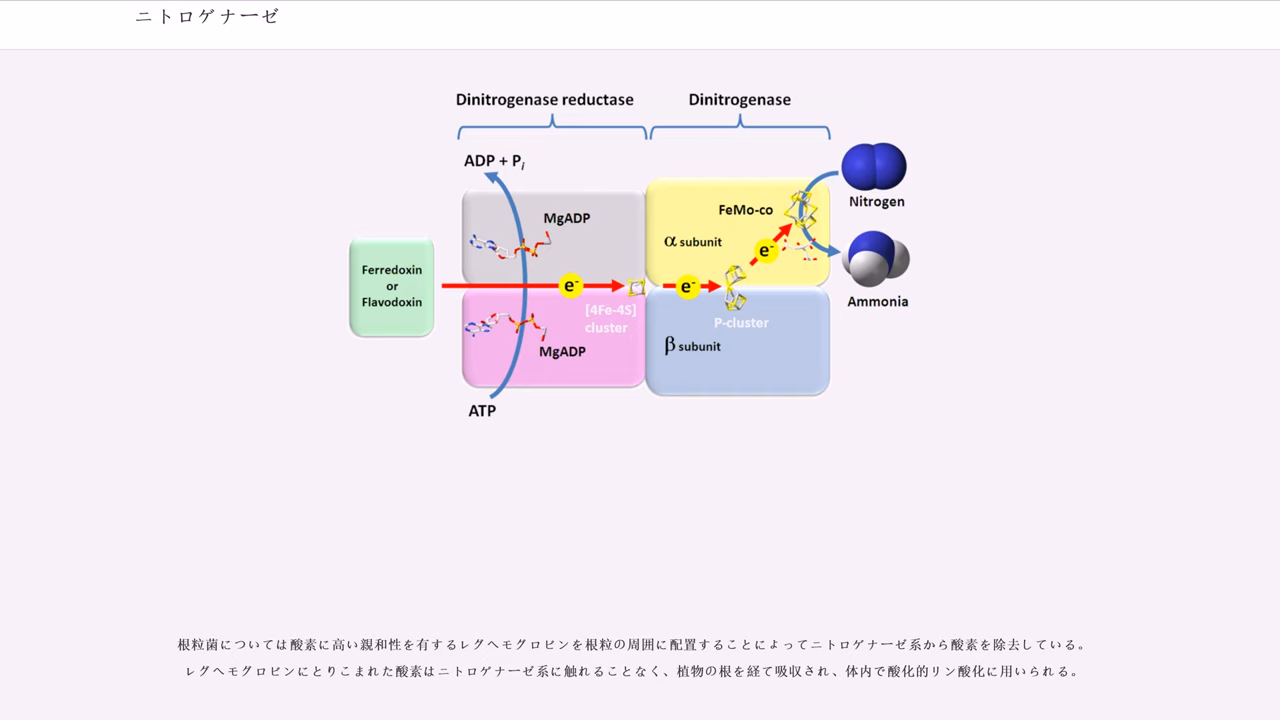 ニトロゲナーゼ
Dinitrogenase reductase
Dinitrogenase
ADP + Pi
MgADP
FeMo-co
α subunit
Nitrogen
Ferredoxin
or
Flavodoxin
e-
e-
e-
[4Fe-4S]
cluster
P-cluster
Ammonia
MgADP
β subunit
ATP
根粒菌については酸素に高い親和性を有するレグヘモグロビンを根粒の周囲に配置することによってニトロゲナーゼ系から酸素を除去している。
レグヘモグロビンにとりこまれた酸素はニトロゲナーゼ系に触れることなく、植物の根を経て吸収され、体内で酸化的リン酸化に用いられる。